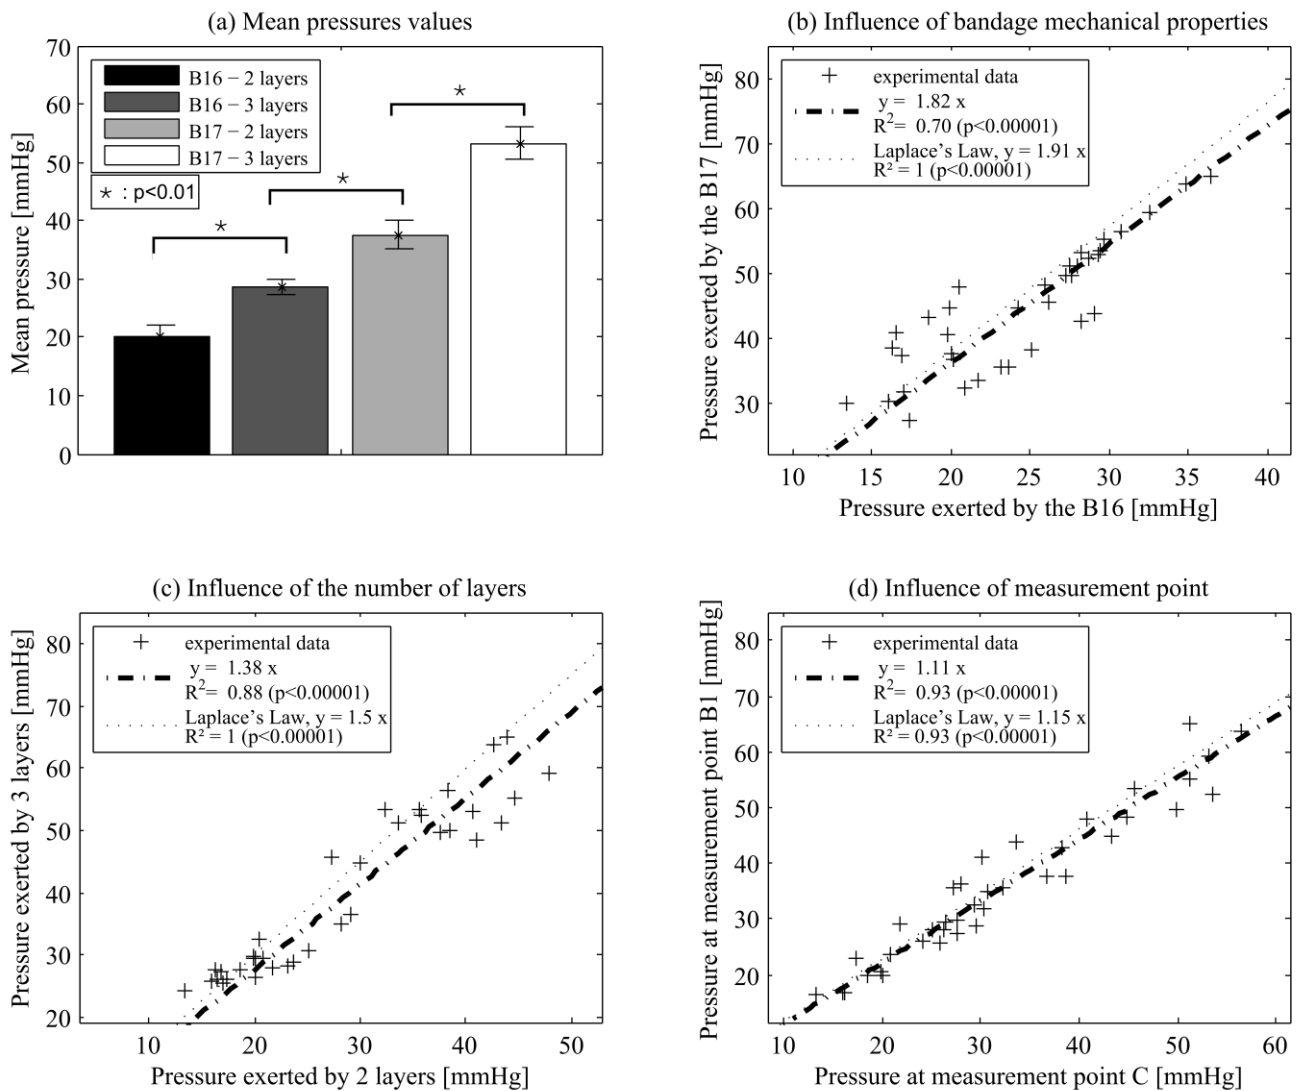 (a) Mean pressures values
Mean pressure [mmHg]
70
60
50
40
30
20
10
0
B16 − 2 layers
B16 − 3 layers
B17 − 2 layers
B17 − 3 layers
* : p<0.01
*
*
*
(b) Influence of bandage mechanical properties
Pressure exerted by the B17 [mmHg]
80
70
60
50
40
30
experimental data
y = 1.82 x
R²= 0.70 (p<0.00001)
Laplace's Law, y = 1.91 x
R² = 1 (p<0.00001)
10 15 20 25 30 35 40
Pressure exerted by the B16 [mmHg]
(c) Influence of the number of layers
Pressure exerted by 3 layers [mmHg]
80
70
60
50
40
30
20
experimental data
y = 1.38 x
R²= 0.88 (p<0.00001)
Laplace's Law, y = 1.5 x
R² = 1 (p<0.00001)
10 20 30 40 50
Pressure exerted by 2 layers [mmHg]
(d) Influence of measurement point
Pressure at measurement point B1 [mmHg]
80
70
60
50
40
30
20
experimental data
y = 1.11 x
R²= 0.93 (p<0.00001)
Laplace's Law, y = 1.15 x
R² = 0.93 (p<0.00001)
10 20 30 40 50 60
Pressure at measurement point C [mmHg]